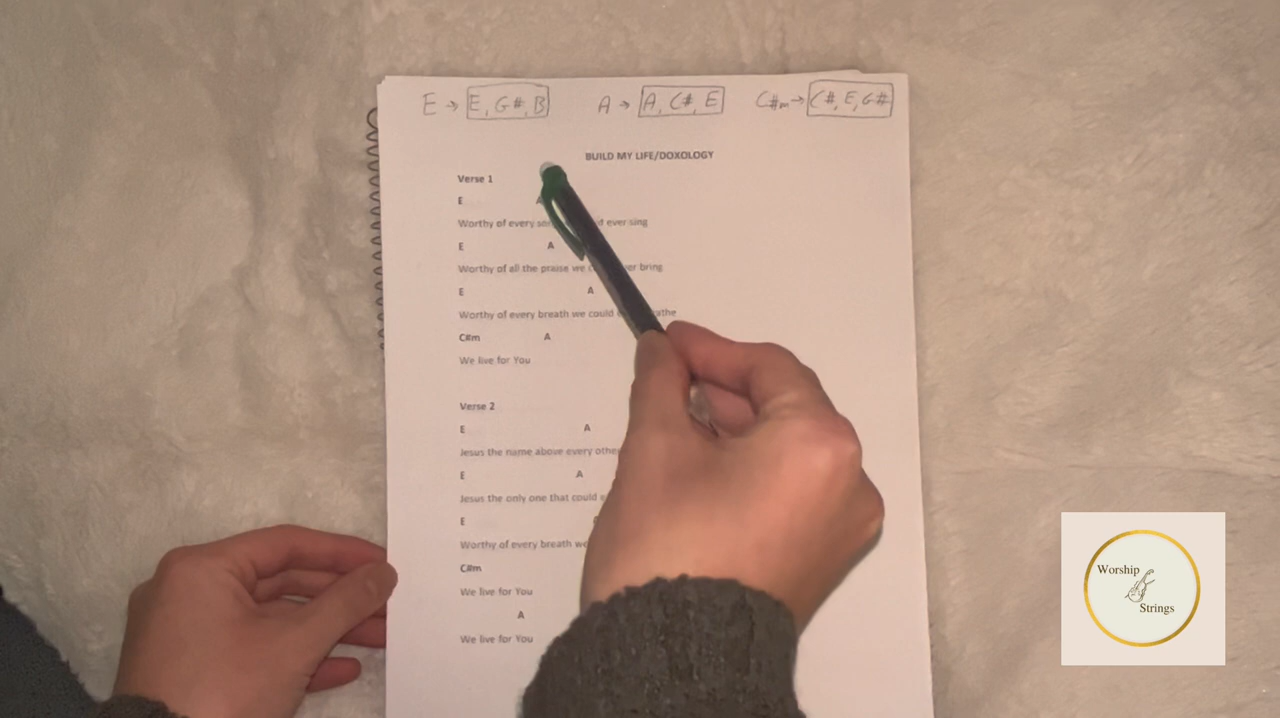 E → E, G#, B A → A, C#, E C#m → C#, E, G#
BUILD MY LIFE/DOXOLOGY
Verse 1
E
Worthy of every ever sing
E A
Worthy of all the praise we bring
E A
Worthy of every breath we could
C#m A
We live for You
Verse 2
E A
Jesus the name above every
E A
Jesus the only one that could
E
Worthy of every breath
C#m
We live for You
A
We live for You
Worship
Strings